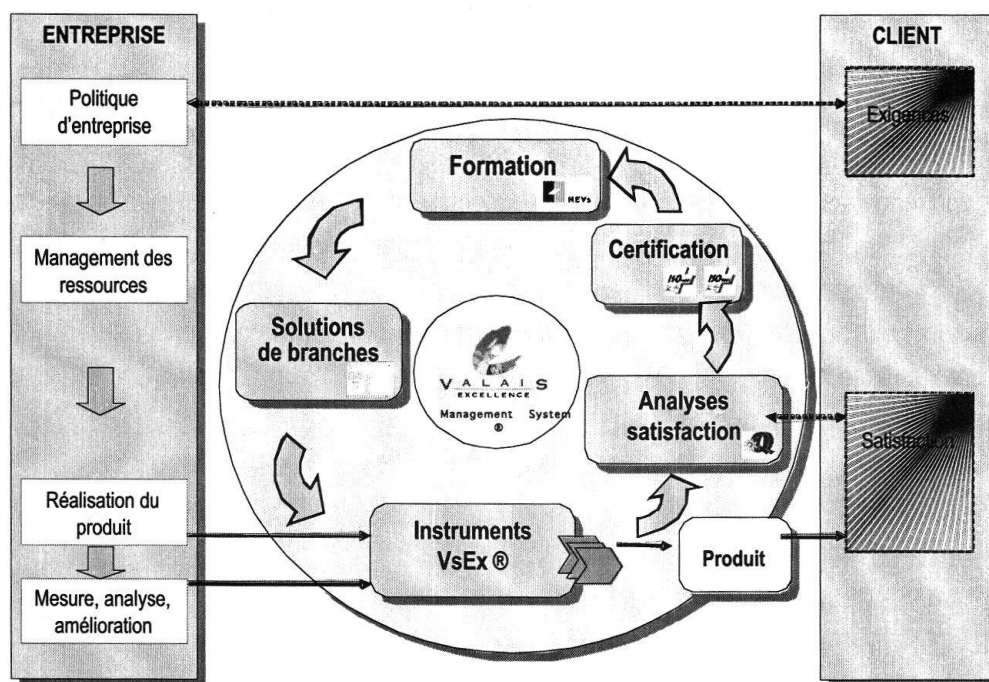 ENTREPRISE
Politique
d'entreprise
Management des
ressources
Réalisation du
produit
Mesure, analyse,
amélioration
Formation
HEVs
Certification
Solutions
de branches
VALAIS
EXCELLENCE
Management System
®
Analyses
satisfaction
Q
Instruments
VsEx ®
Produit
CLIENT
Exigences
Satisfaction